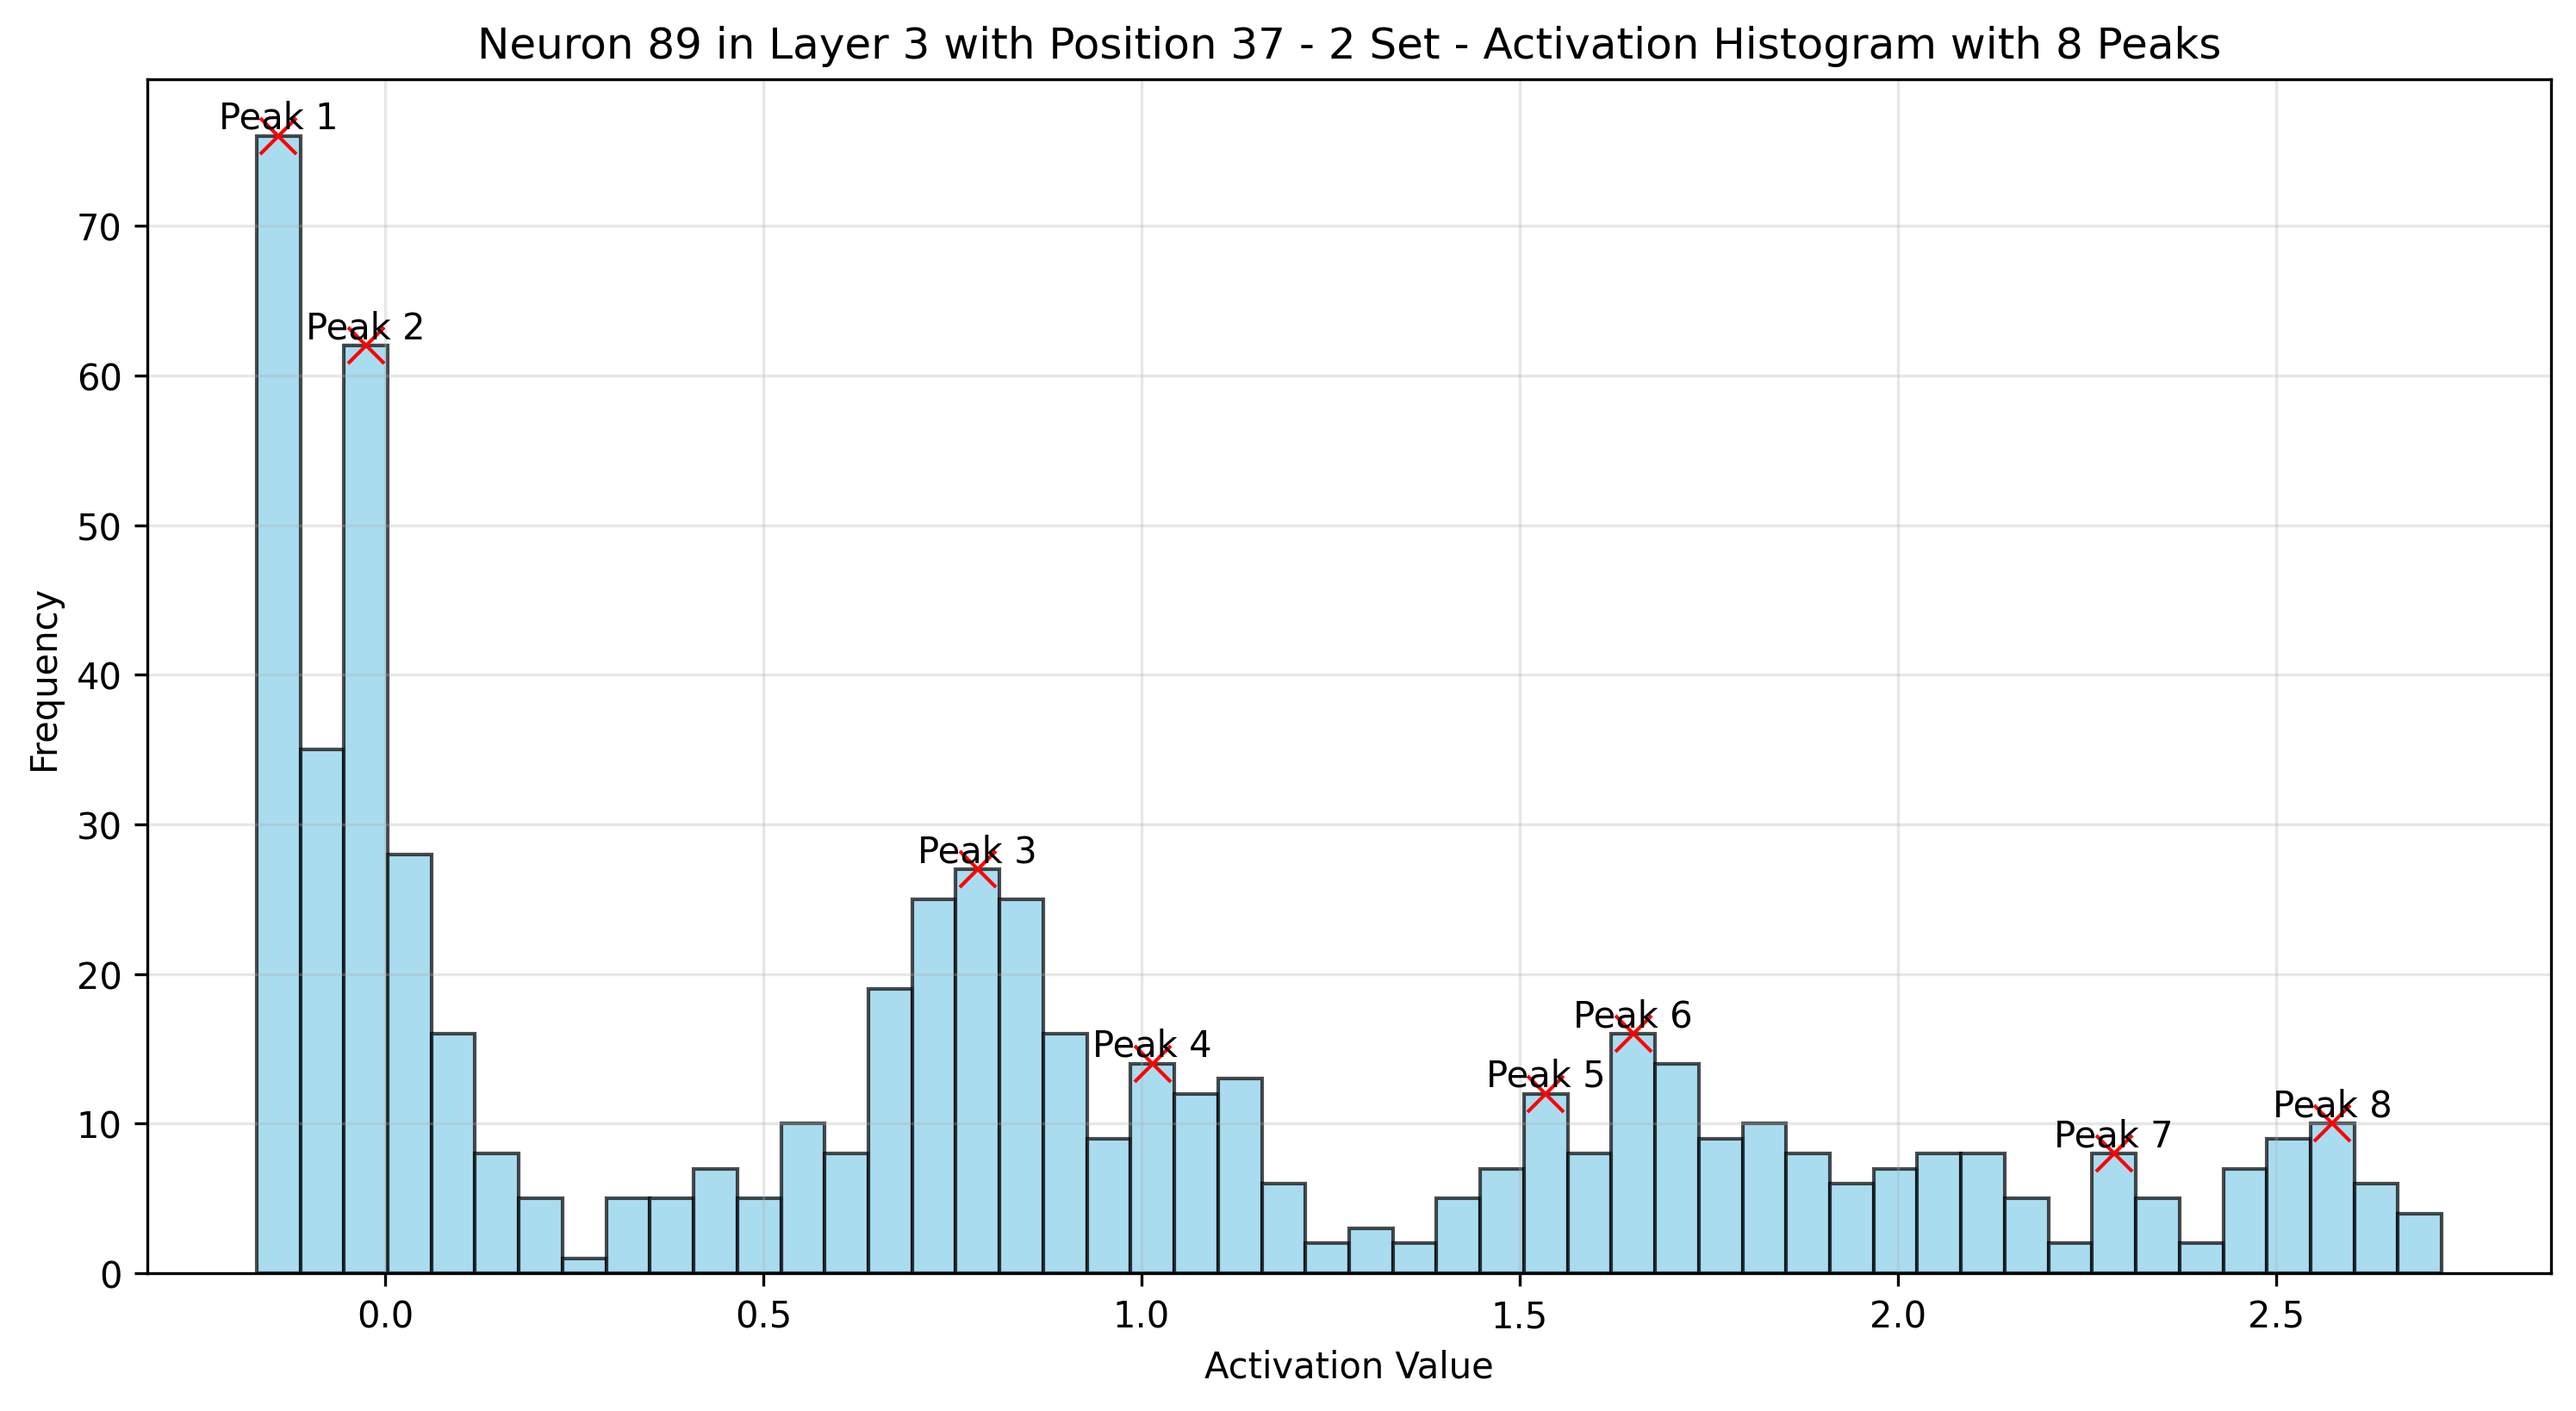 Neuron 89 in Layer 3 with Position 37 - 2 Set - Activation Histogram with 8 Peaks
Peak 1
Peak 2
Peak 3
Peak 4
Peak 5
Peak 6
Peak 7
Peak 8
Frequency
70
60
50
40
30
20
10
0
0.0 0.5 1.0 1.5 2.0 2.5
Activation Value